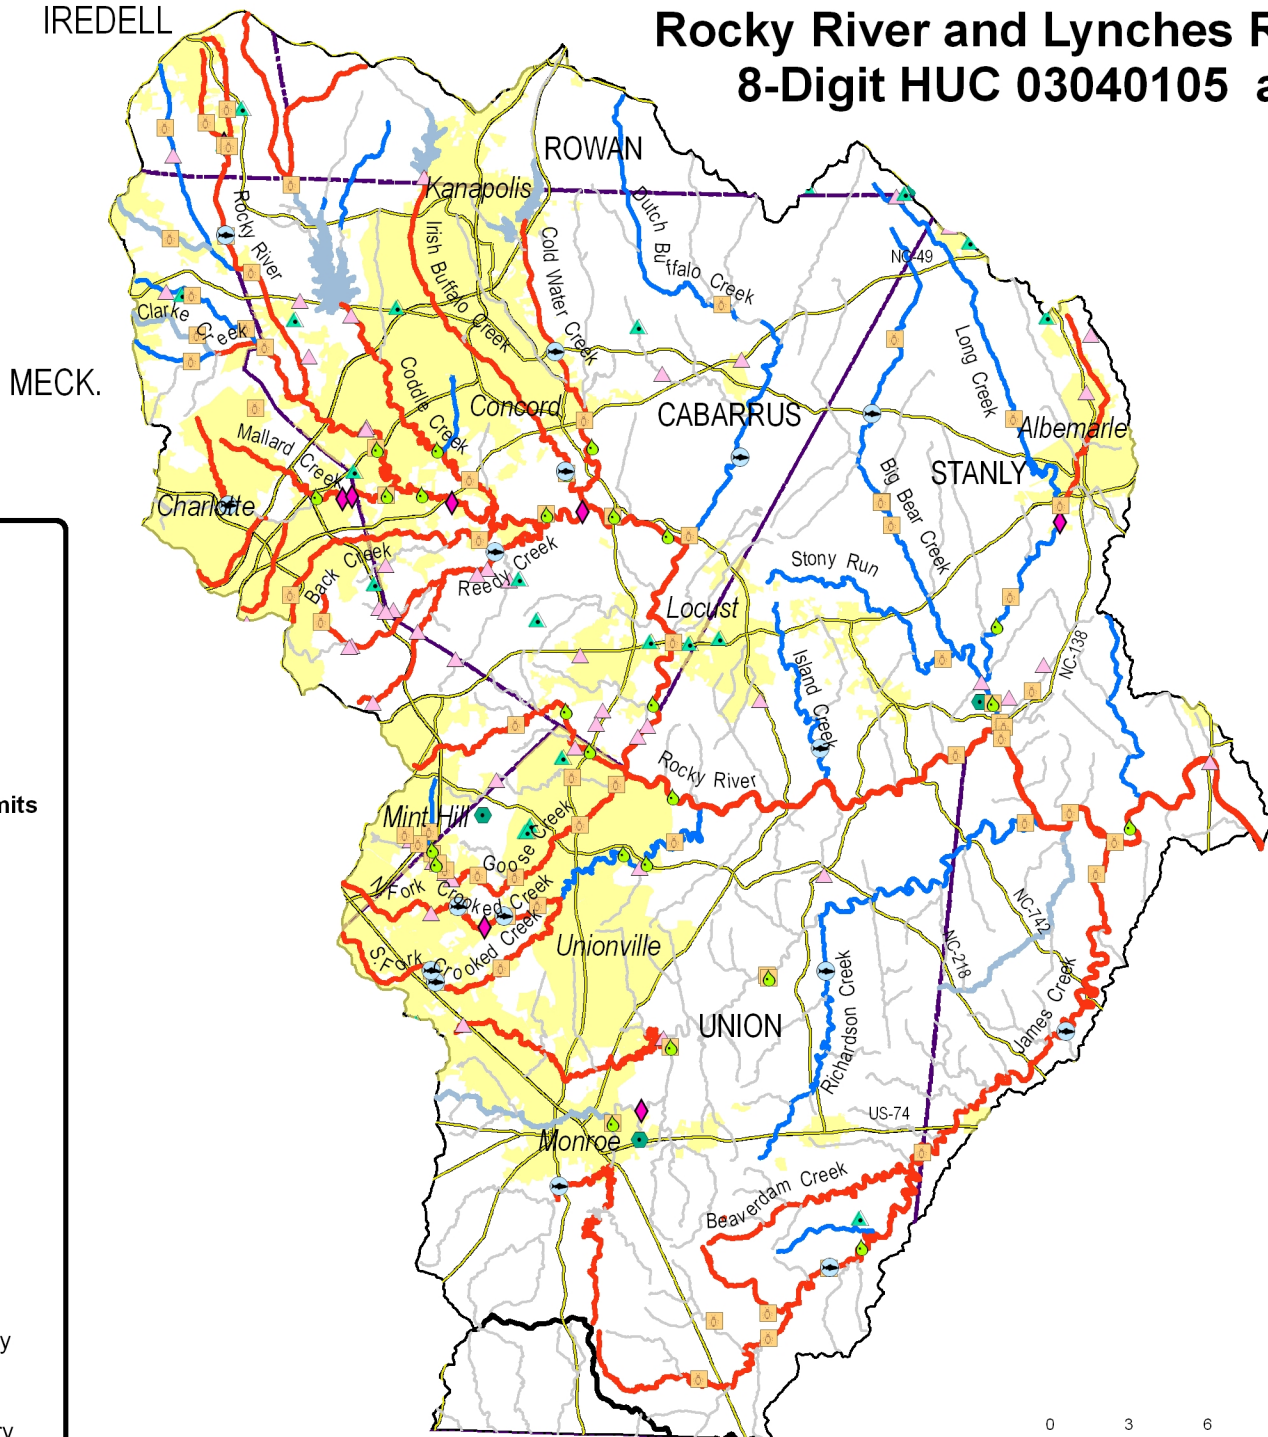 IREDELL
Rocky River and Lynches R
8-Digit HUC 03040105 a
ROWAN
Kanapolis
Rocky River
Irish Buffalo Creek
Cold Water Creek
Dutch Buffalo Creek
NC-49
Clarke Creek
Long Creek
MECK.
Coddle Creek
Concord
CABARRUS
Albemarle
Mallard Creek
STANLY
Big Bear Creek
Charlotte
Back Creek
Reedy Creek
Stony Run
Locust
Island Creek
NC-138
Rocky River
mits
Mint Hill
Goose Creek
N. Fork Crooked Creek
S. Fork Crooked Creek
Unionville
NC-742
NC-218
UNION
Richardson Creek
James Creek
US-74
Monroe
Beaverdam Creek
y
ry
0 3 6